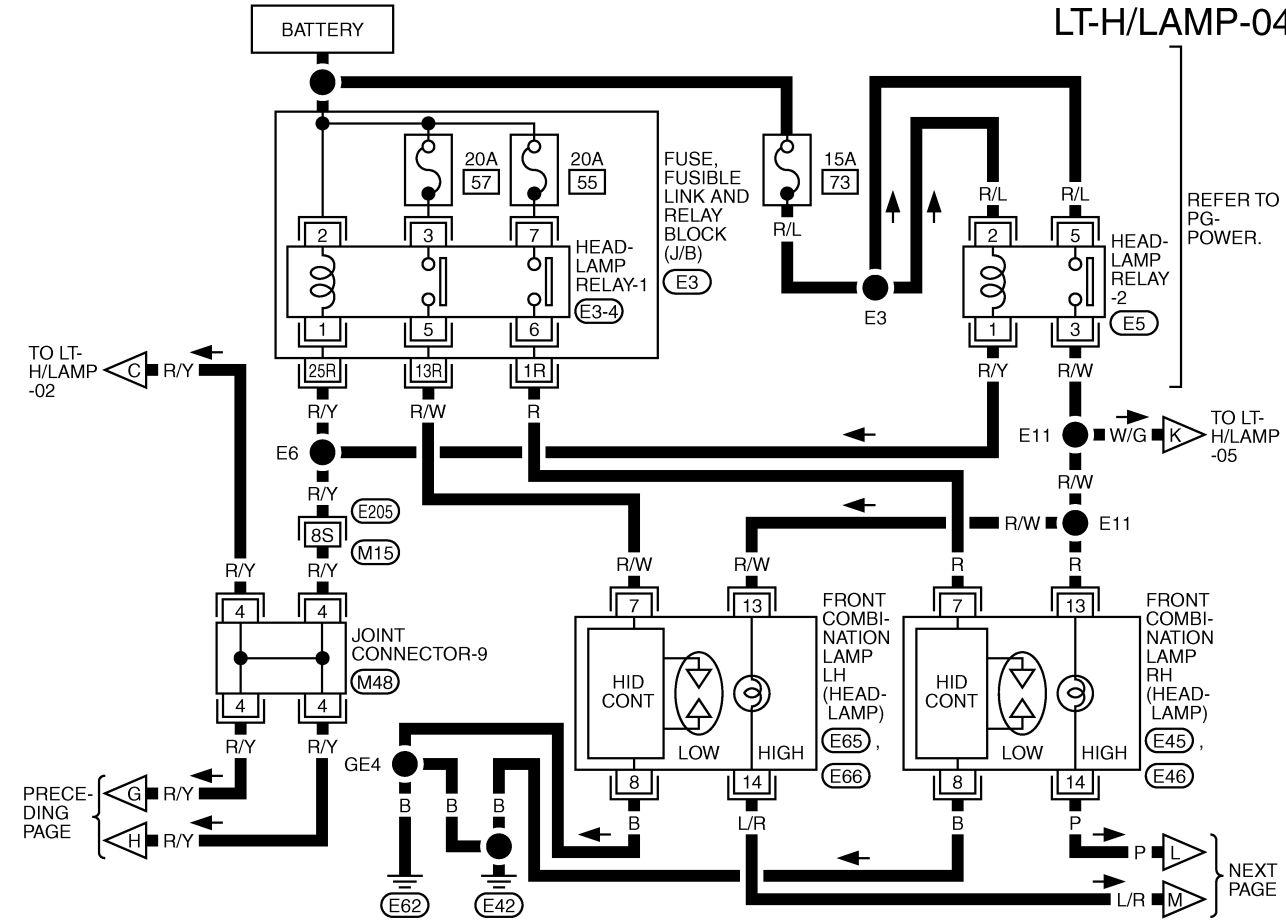 LT-H/LAMP-04
BATTERY
20A
57
20A
55
FUSE,
FUSIBLE
LINK AND
RELAY
BLOCK
(J/B)
E3
15A
73
R/L
R/L
R/L
REFER TO
PG-
POWER.
2
3
7
HEAD-
LAMP
RELAY-1
E3-4
2
5
HEAD-
LAMP
RELAY
-2
E5
E3
1
5
6
1
3
TO LT-
H/LAMP
-02
C
R/Y
25R
13R
1R
R/Y
R/W
R/Y
R/W
R
E6
E11
W/G
K
TO LT-
H/LAMP
-05
R/Y
R/W
E205
8S
M15
R/W
E11
R/Y
R/Y
R/W
R/W
R
R
4
4
7
13
7
13
JOINT
CONNECTOR-9
M48
4
4
HID
CONT
LOW
HIGH
FRONT
COMBI-
NATION
LAMP
LH
(HEAD-
LAMP)
E65 ,
E66
HID
CONT
LOW
HIGH
FRONT
COMBI-
NATION
LAMP
RH
(HEAD-
LAMP)
E45 ,
E46
R/Y
R/Y
GE4
8
14
8
14
PRECE-
DING
PAGE
G
R/Y
H
R/Y
B
B
B
B
L/R
B
P
P
L
L/R
M
NEXT
PAGE
E62
E42